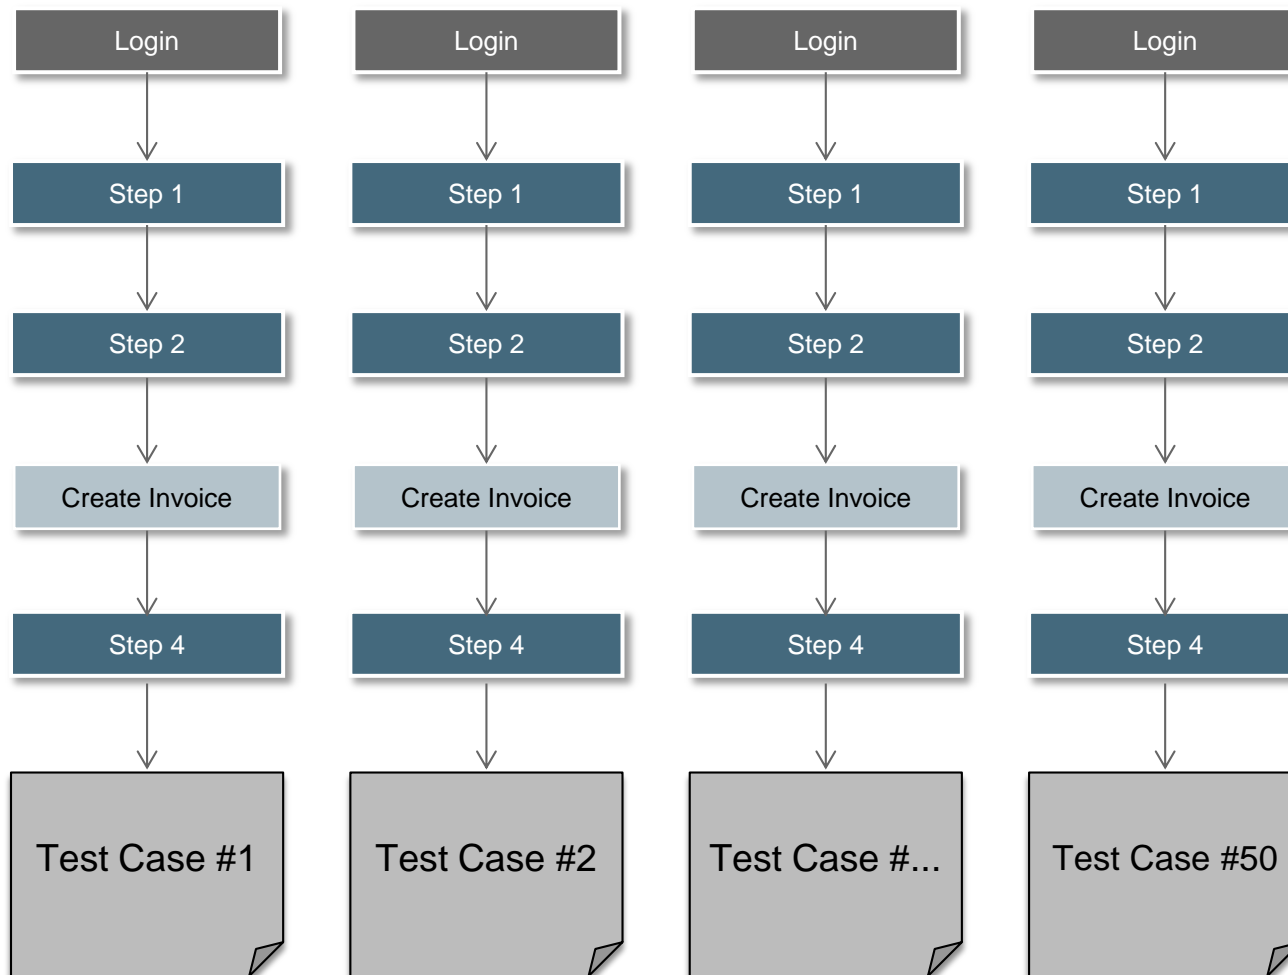 Login
Login
Login
Login
Step 1
Step 1
Step 1
Step 1
Step 2
Step 2
Step 2
Step 2
Create Invoice
Create Invoice
Create Invoice
Create Invoice
Step 4
Step 4
Step 4
Step 4
Test Case #1
Test Case #2
Test Case #...
Test Case #50